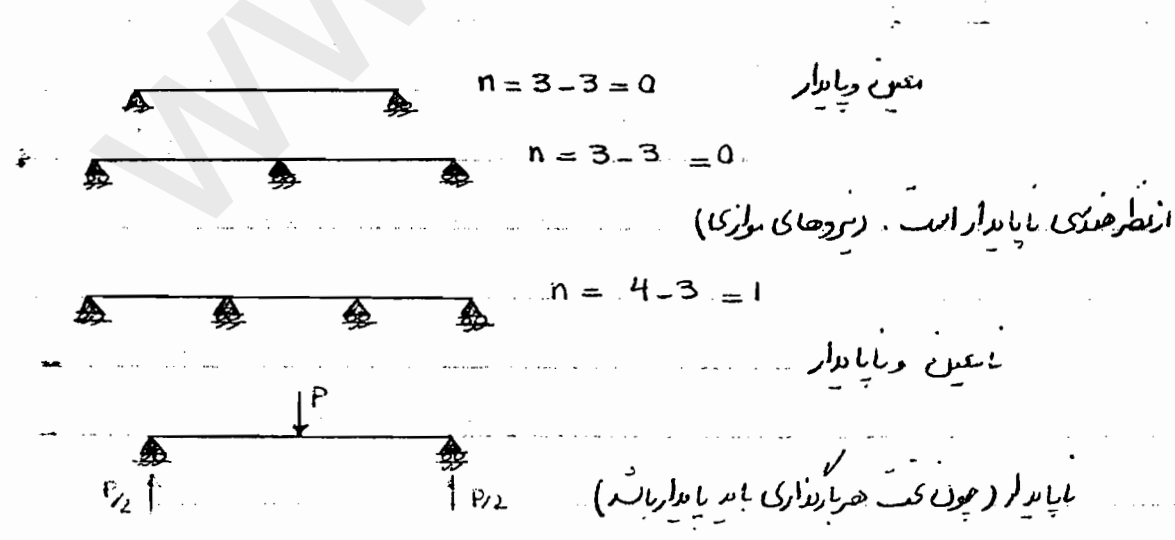 n = 3 - 3 = 0 معین و پایدار
n = 3 - 3 = 0
از نظر هندسی ناپایدار است . (نیروهای موازی)
n = 4 - 3 = 1
نامعین و ناپایدار
P
P/2 P/2 ناپایدار (چون تحت هر بارگذاری باید پایدار باشد)